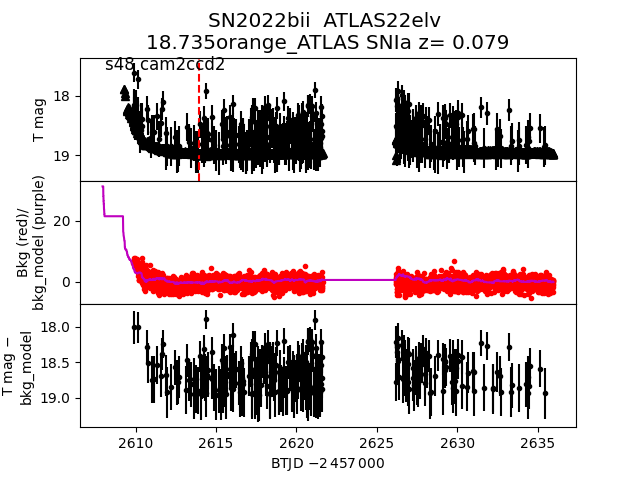 SN2022bii  ATLAS22elv
18.735orange_ATLAS SNIa z= 0.079
s48 cam2ccd2
T mag
18
19
Bkg (red)/
bkg_model (purple)
20
0
T mag −
bkg_model
18.0
18.5
19.0
2610 2615 2620 2625 2630 2635
BTJD −2 457 000